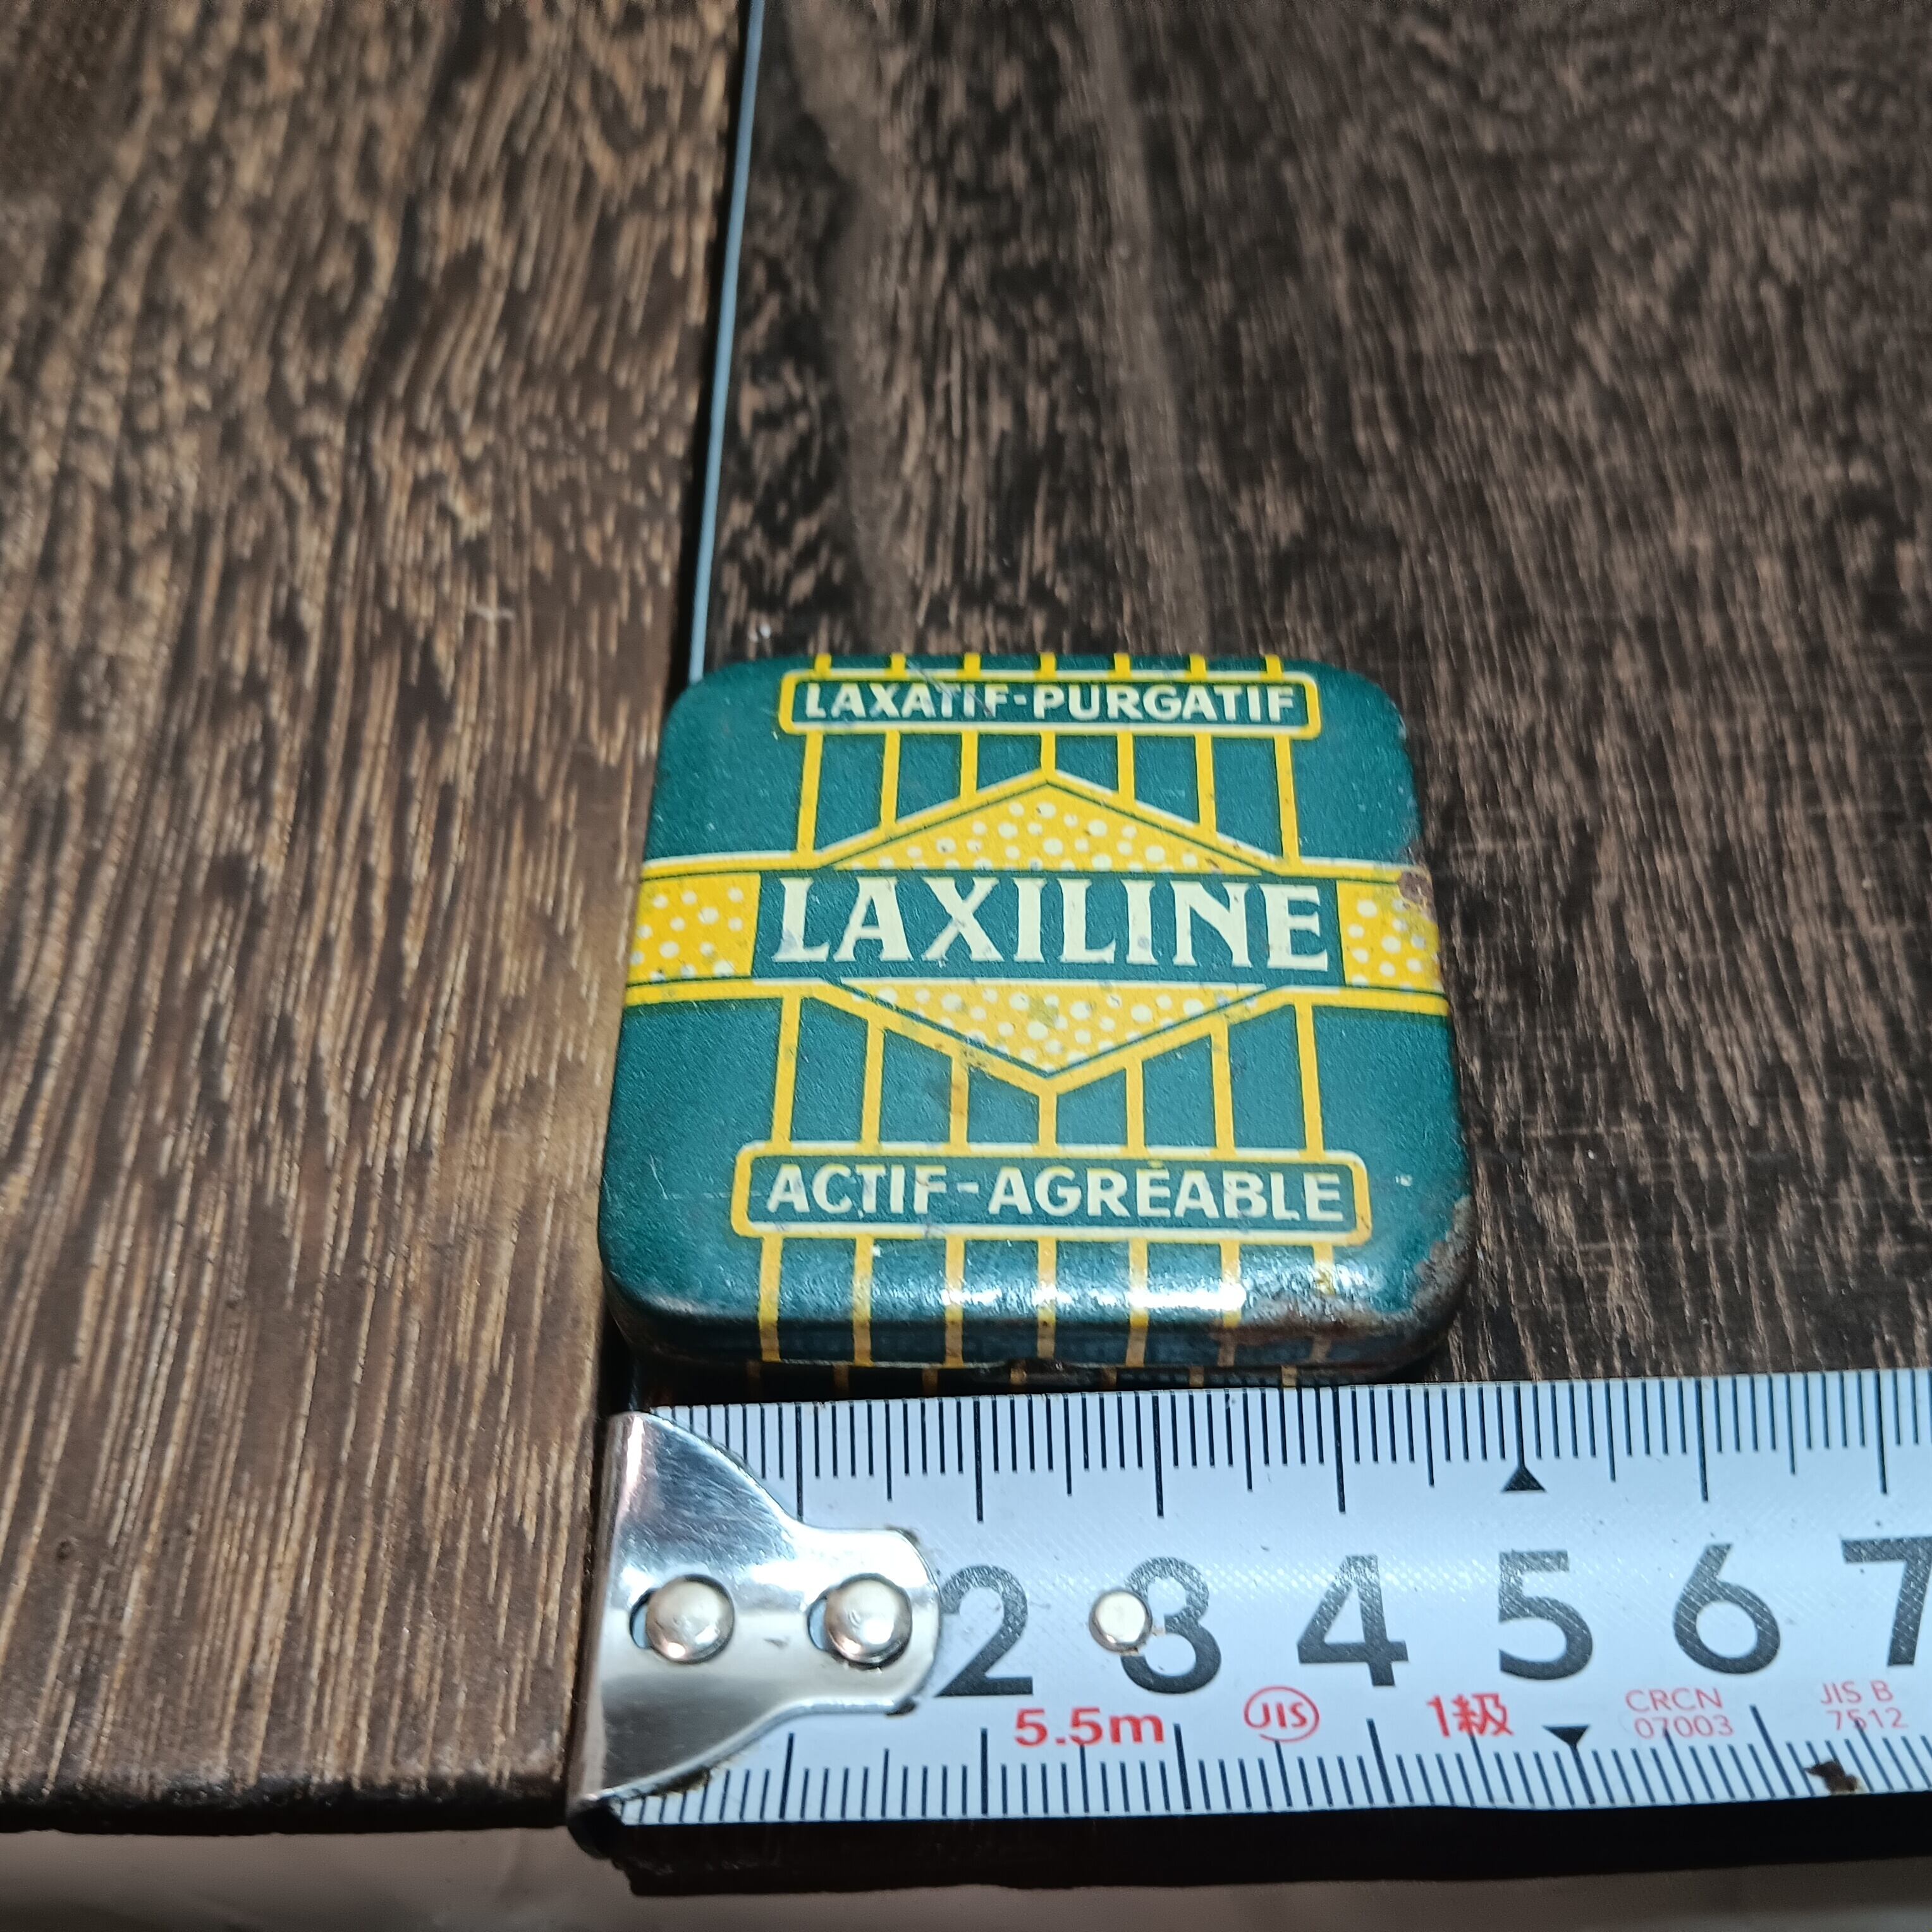 LAXATIF-PURGATIF
LAXILINE
ACTIF-AGRÉABLE
2 3 4 5 6 7
5.5m JIS 1級 CRCN 07003 JIS B 7512